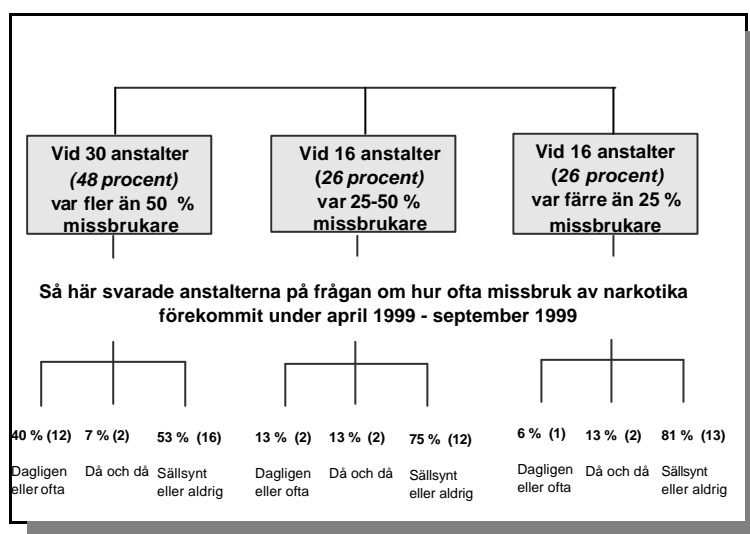 Vid 30 anstalter
(48 procent)
var fler än 50 %
missbrukare
Vid 16 anstalter
(26 procent)
var 25-50 %
missbrukare
Vid 16 anstalter
(26 procent)
var färre än 25 %
missbrukare
Så här svarade anstalterna på frågan om hur ofta missbruk av narkotika
förekommit under april 1999 - september 1999
40 % (12)
Dagligen
eller ofta
7 % (2)
Då och då
53 % (16)
Sällsynt
eller aldrig
13 % (2)
Dagligen
eller ofta
13 % (2)
Då och då
75 % (12)
Sällsynt
eller aldrig
6 % (1)
Dagligen
eller ofta
13 % (2)
Då och då
81 % (13)
Sällsynt
eller aldrig